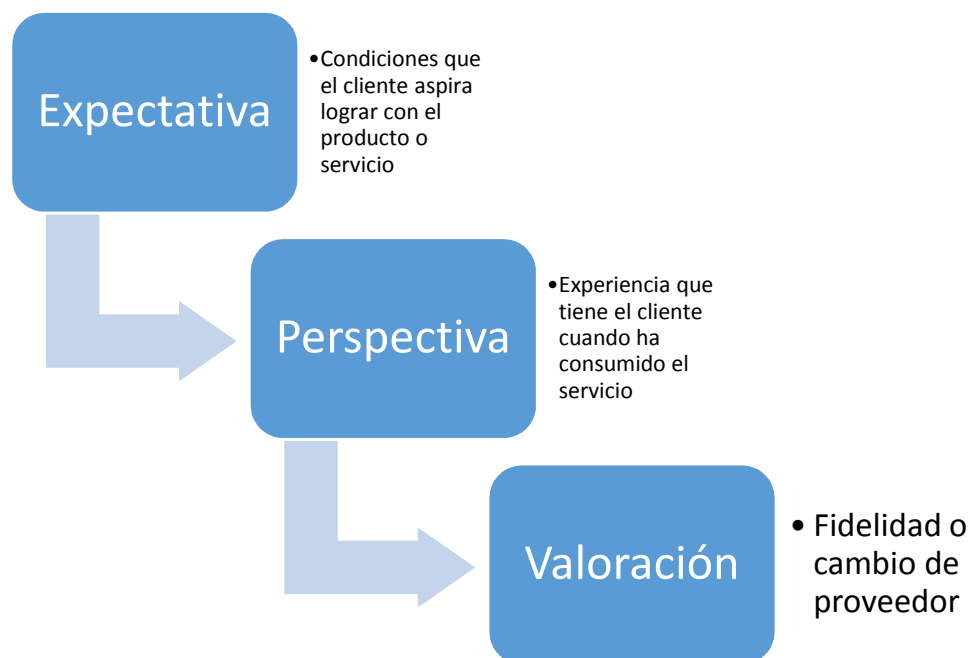 Expectativa
•Condiciones que
el cliente aspira
lograr con el
producto o
servicio
Perspectiva
•Experiencia que
tiene el cliente
cuando ha
consumido el
servicio
Valoración
• Fidelidad o
cambio de
proveedor